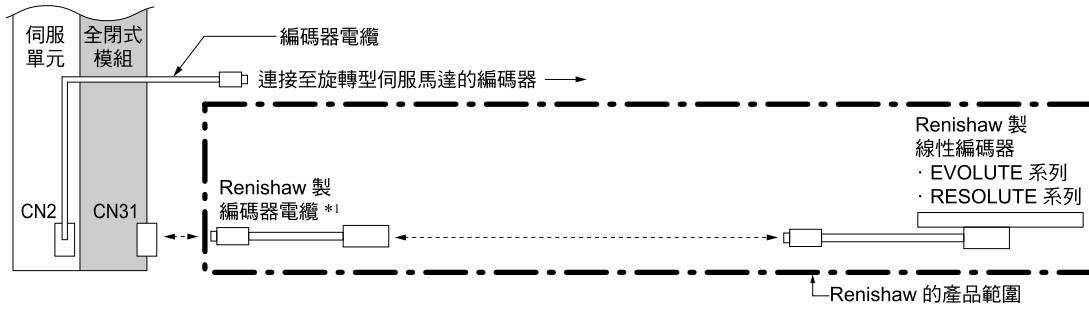 伺服
單元
全閉式
模組
編碼器電纜
連接至旋轉型伺服馬達的編碼器
Renishaw 製
線性編碼器
· EVOLUTE 系列
· RESOLUTE 系列
Renishaw 製
編碼器電纜 *1
CN2
CN31
Renishaw 的產品範圍